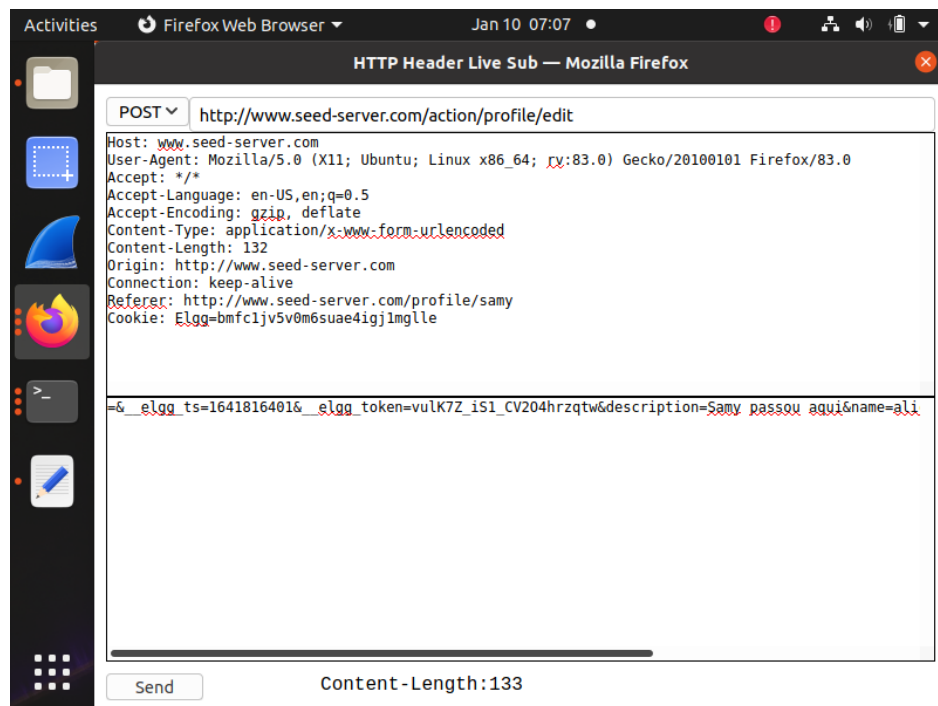 Activities Firefox Web Browser Jan 10 07:07
HTTP Header Live Sub — Mozilla Firefox
POST http://www.seed-server.com/action/profile/edit
Host: www.seed-server.com
User-Agent: Mozilla/5.0 (X11; Ubuntu; Linux x86_64; rv:83.0) Gecko/20100101 Firefox/83.0
Accept: */*
Accept-Language: en-US,en;q=0.5
Accept-Encoding: gzip, deflate
Content-Type: application/x-www-form-urlencoded
Content-Length: 132
Origin: http://www.seed-server.com
Connection: keep-alive
Referer: http://www.seed-server.com/profile/samy
Cookie: Elgg=bmfc1jv5v0m6suae4igj1mglle
=&__elgg_ts=1641816401&__elgg_token=vulK7Z_iS1_CV2O4hrzqtw&description=Samy passou aqui&name=ali
Send Content-Length:133